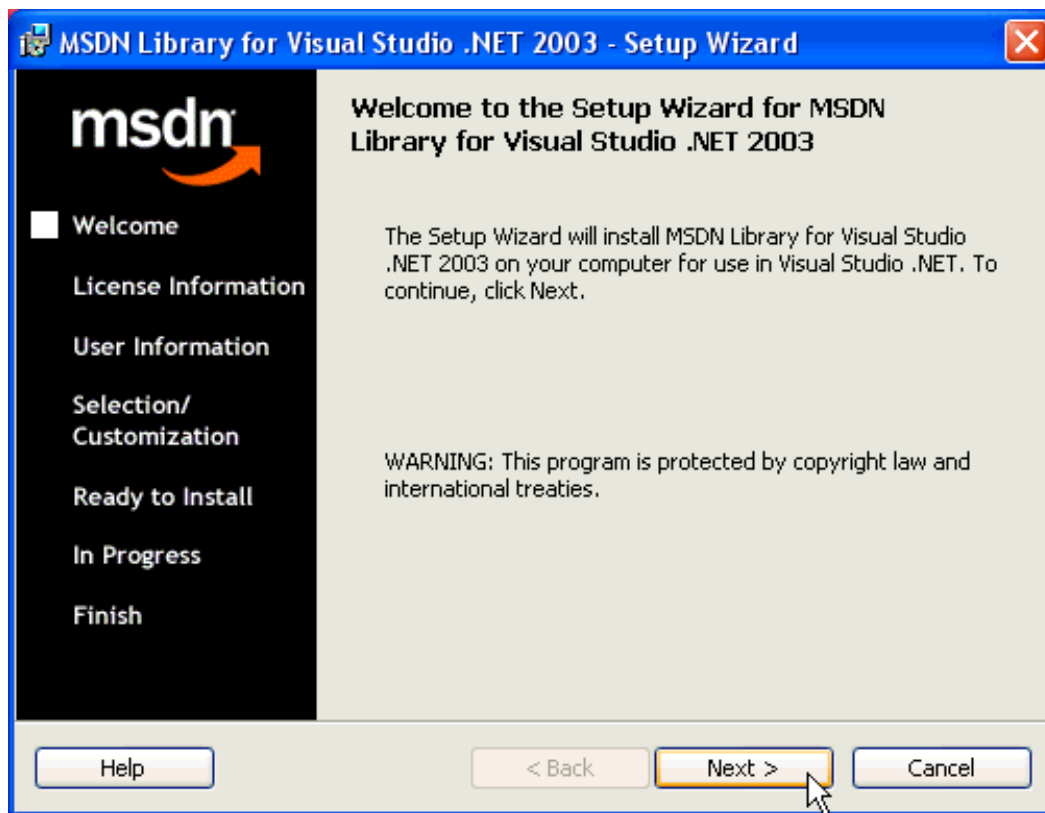 MSDN Library for Visual Studio .NET 2003 - Setup Wizard
msdn
Welcome
License Information
User Information
Selection/
Customization
Ready to Install
In Progress
Finish
Welcome to the Setup Wizard for MSDN
Library for Visual Studio .NET 2003
The Setup Wizard will install MSDN Library for Visual Studio
.NET 2003 on your computer for use in Visual Studio .NET. To
continue, click Next.
WARNING: This program is protected by copyright law and
international treaties.
Help
< Back
Next >
Cancel